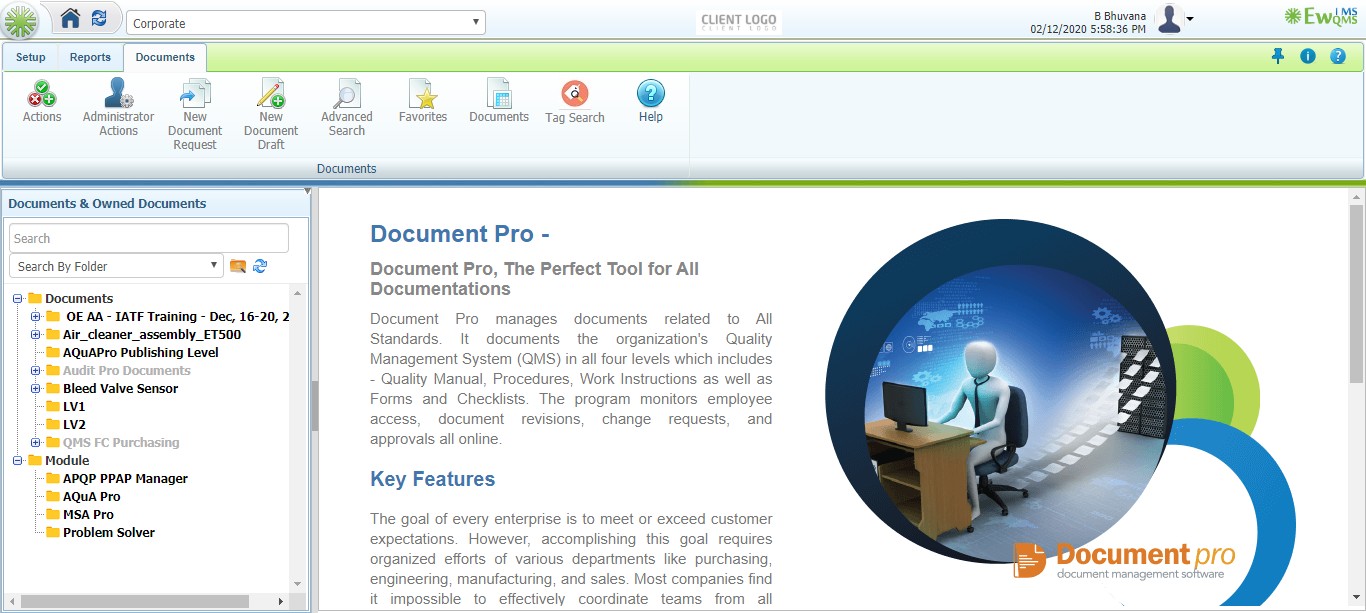 Corporate
CLIENT LOGO
CLIENT LOGO
B Bhuvana
02/12/2020 5:58:36 PM
EwQMS
IMS
Setup
Reports
Documents
Actions
Administrator
Actions
New
Document
Request
New
Document
Draft
Advanced
Search
Favorites
Documents
Tag Search
Help
Documents
Documents & Owned Documents
Search
Search By Folder
Documents
OE AA - IATF Training - Dec, 16-20, 2
Air_cleaner_assembly_ET500
AQuAPro Publishing Level
Audit Pro Documents
Bleed Valve Sensor
LV1
LV2
QMS FC Purchasing
Module
APQP PPAP Manager
AQuA Pro
MSA Pro
Problem Solver
Document Pro -
Document Pro, The Perfect Tool for All
Documentations
Document Pro manages documents related to All
Standards. It documents the organization's Quality
Management System (QMS) in all four levels which includes
- Quality Manual, Procedures, Work Instructions as well as
Forms and Checklists. The program monitors employee
access, document revisions, change requests, and
approvals all online.
Key Features
The goal of every enterprise is to meet or exceed customer
expectations. However, accomplishing this goal requires
organized efforts of various departments like purchasing,
engineering, manufacturing, and sales. Most companies find
it impossible to effectively coordinate teams from all
Document pro
document management software